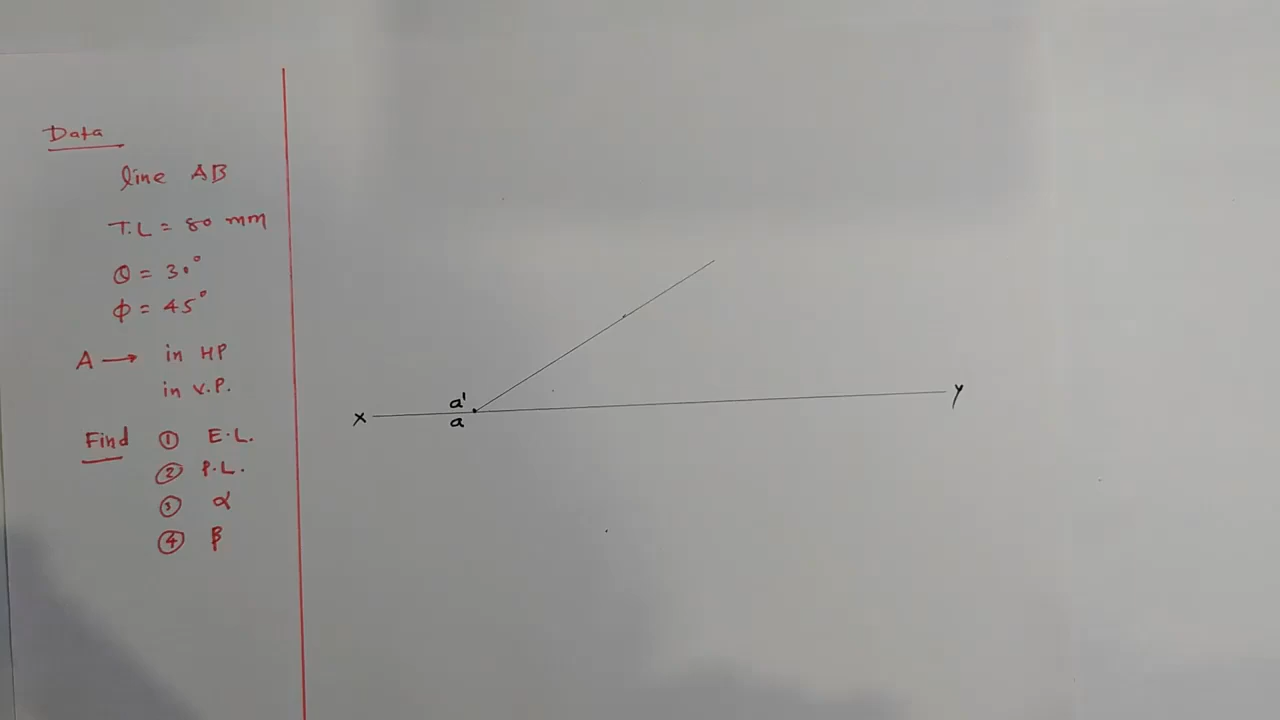 Data
line AB
T.L = 80 mm
θ = 30°
ϕ = 45°
A → in HP
in V.P.
Find ① E.L.
② P.L.
③ α
④ β
a'
X Y
a